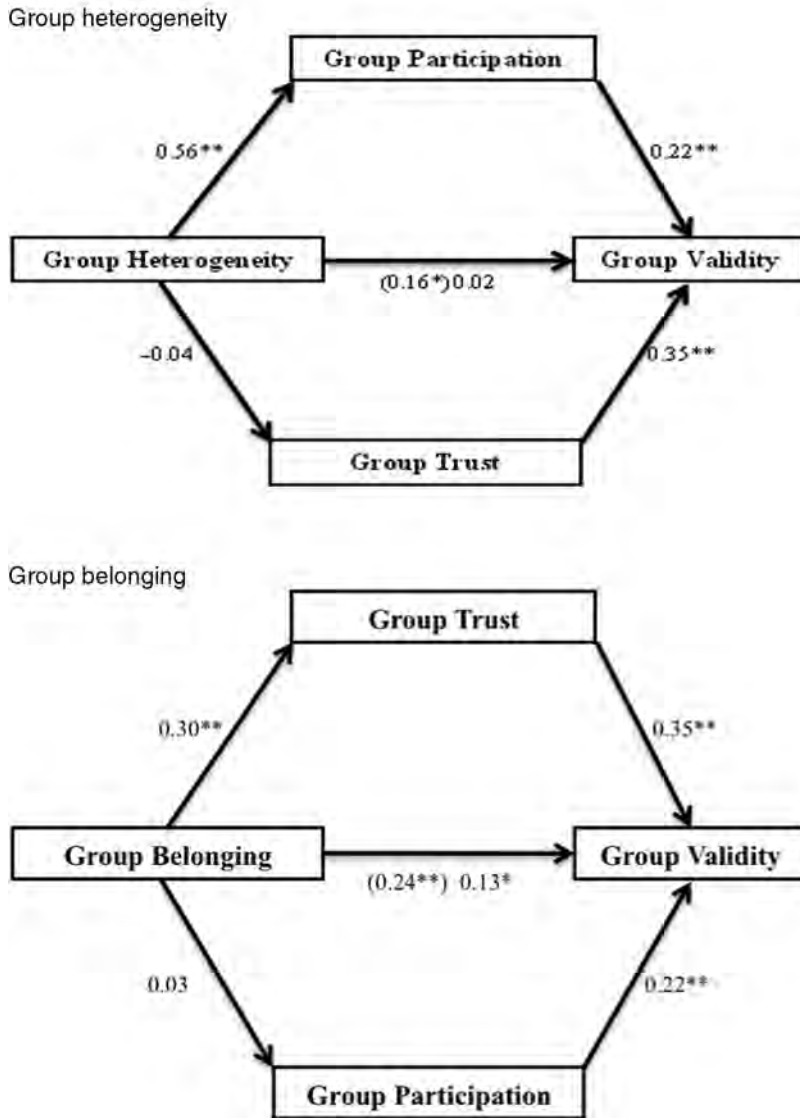 Group heterogeneity
Group Participation
0.56**
0.22**
Group Heterogeneity
Group Validity
(0.16*)0.02
–0.04
0.35**
Group Trust
Group belonging
Group Trust
0.30**
0.35**
Group Belonging
Group Validity
(0.24**) 0.13*
0.03
0.22**
Group Participation